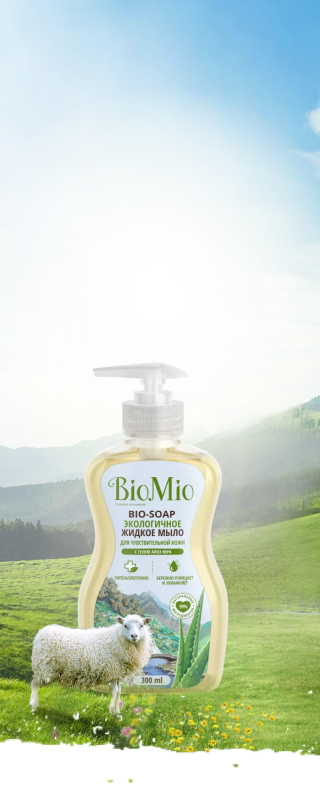 BioMio
BIO-SOAP
ЭКОЛОГИЧНОЕ
ЖИДКОЕ МЫЛО
ДЛЯ ЧУВСТВИТЕЛЬНОЙ КОЖИ
С ГЕЛЕМ АЛОЭ ВЕРА
ГИПОАЛЛЕРГЕННО
БЕРЕЖНО ОЧИЩАЕТ
И УВЛАЖНЯЕТ
300 ml